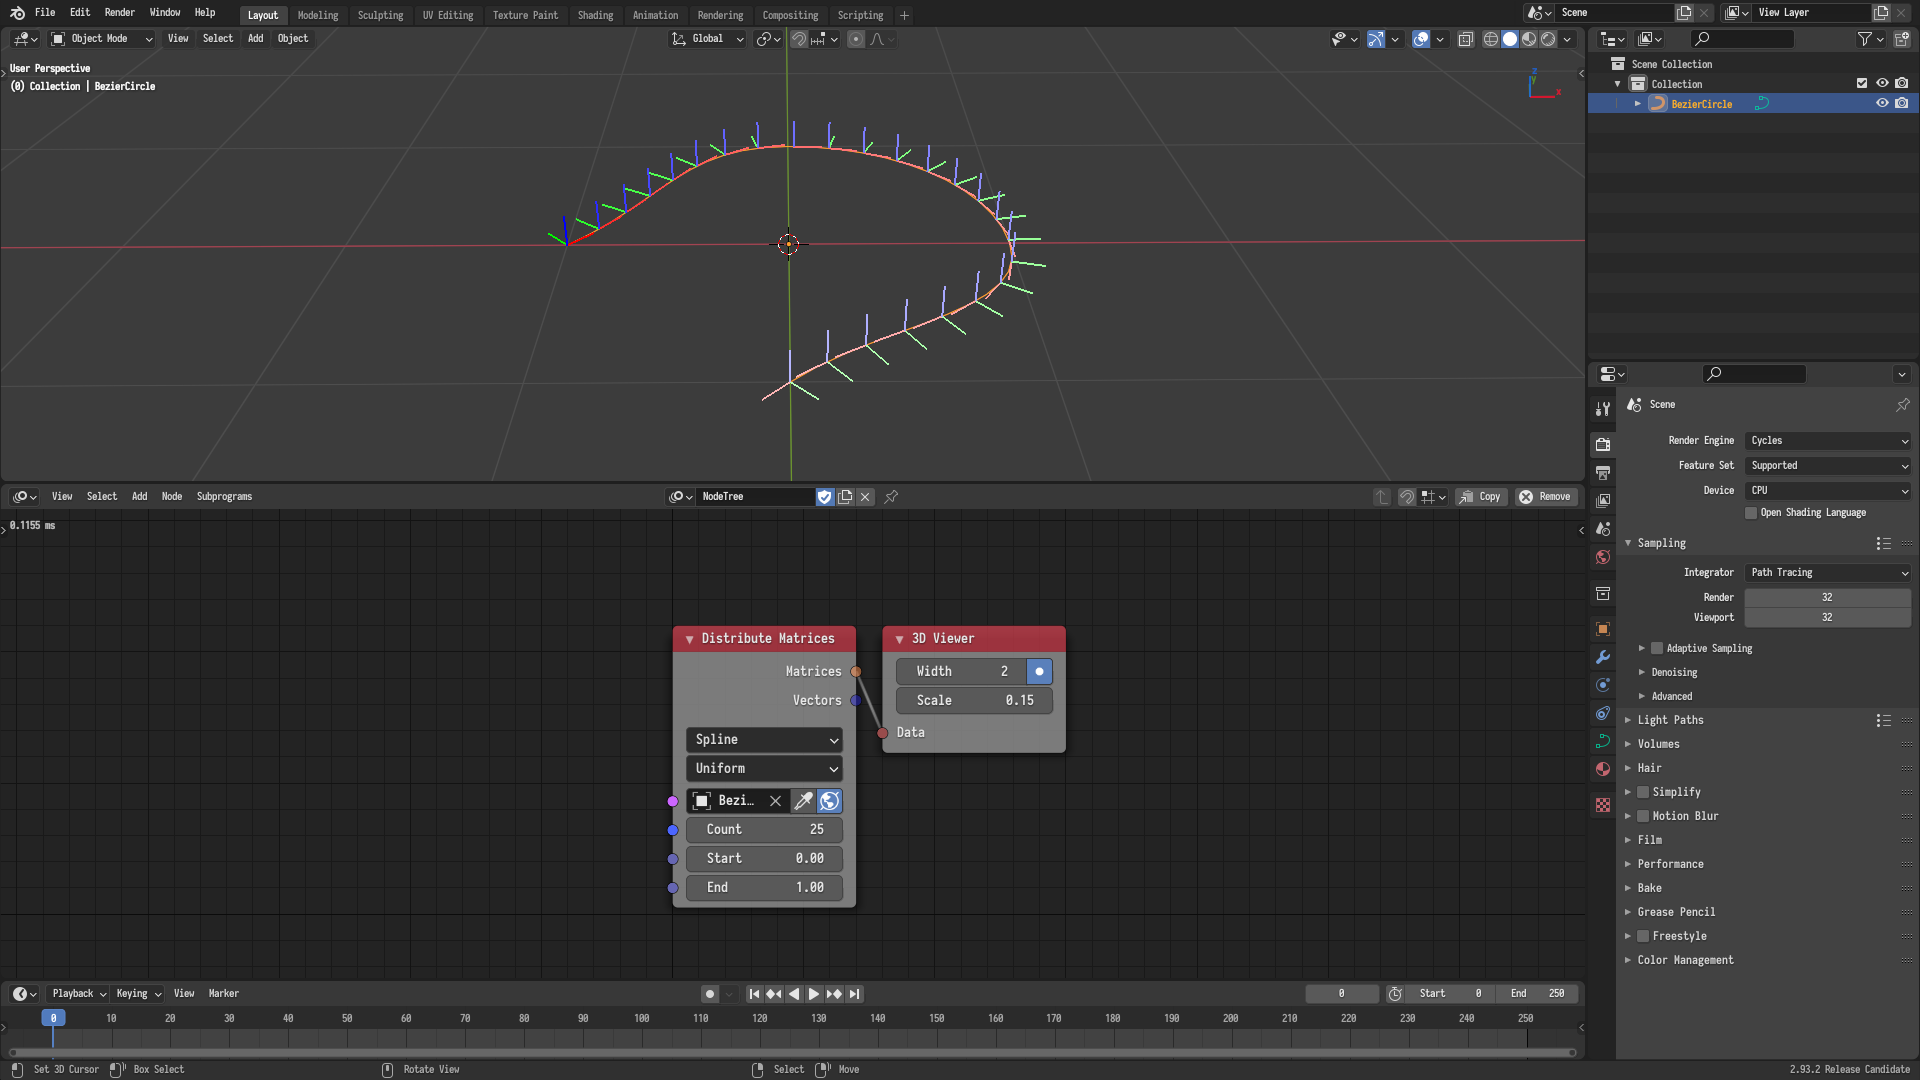 File Edit Render Window Help Layout Modeling Sculpting UV Editing Texture Paint Shading Animation Rendering Compositing Scripting + Scene View Layer
Object Mode View Select Add Object Global
User Perspective
(0) Collection | BezierCircle
Scene Collection
Collection
BezierCircle
Scene
Render Engine Cycles
Feature Set Supported
Device CPU
Open Shading Language
Sampling
Integrator Path Tracing
Render 32
Viewport 32
Adaptive Sampling
Denoising
Advanced
Light Paths
Volumes
Hair
Simplify
Motion Blur
Film
Performance
Bake
Grease Pencil
Freestyle
Color Management
View Select Add Node Subprograms NodeTree Copy Remove
0.1155 ms
Distribute Matrices
Matrices
Vectors
Spline
Uniform
Bezi...
Count 25
Start 0.00
End 1.00
3D Viewer
Width 2
Scale 0.15
Data
Playback Keying View Marker 0 Start 0 End 250
0 10 20 30 40 50 60 70 80 90 100 110 120 130 140 150 160 170 180 190 200 210 220 230 240 250
Set 3D Cursor Box Select Rotate View Select Move 2.93.2 Release Candidate